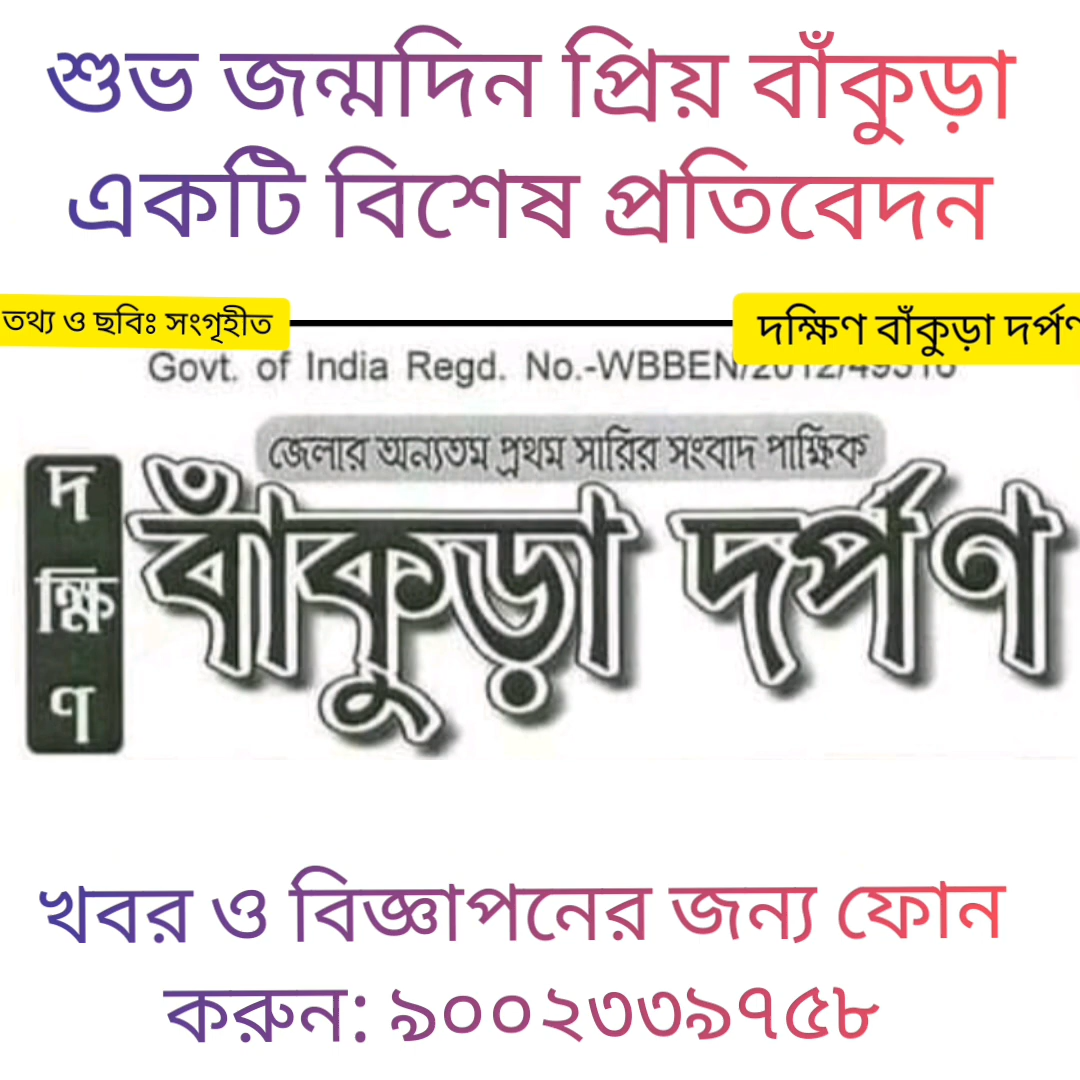 শুভ জন্মদিন প্রিয় বাঁকুড়া
একটি বিশেষ প্রতিবেদন
তথ্য ও ছবিঃ সংগৃহীত
দক্ষিণ বাঁকুড়া দর্পণ
Govt. of India Regd. No.-WBBEN/2012/49316
জেলার অন্যতম প্রথম সারির সংবাদ পাক্ষিক
দক্ষিণ
বাঁকুড়া দর্পণ
খবর ও বিজ্ঞাপনের জন্য ফোন
করুন: ৯০০২৩৩৯৭৫৮